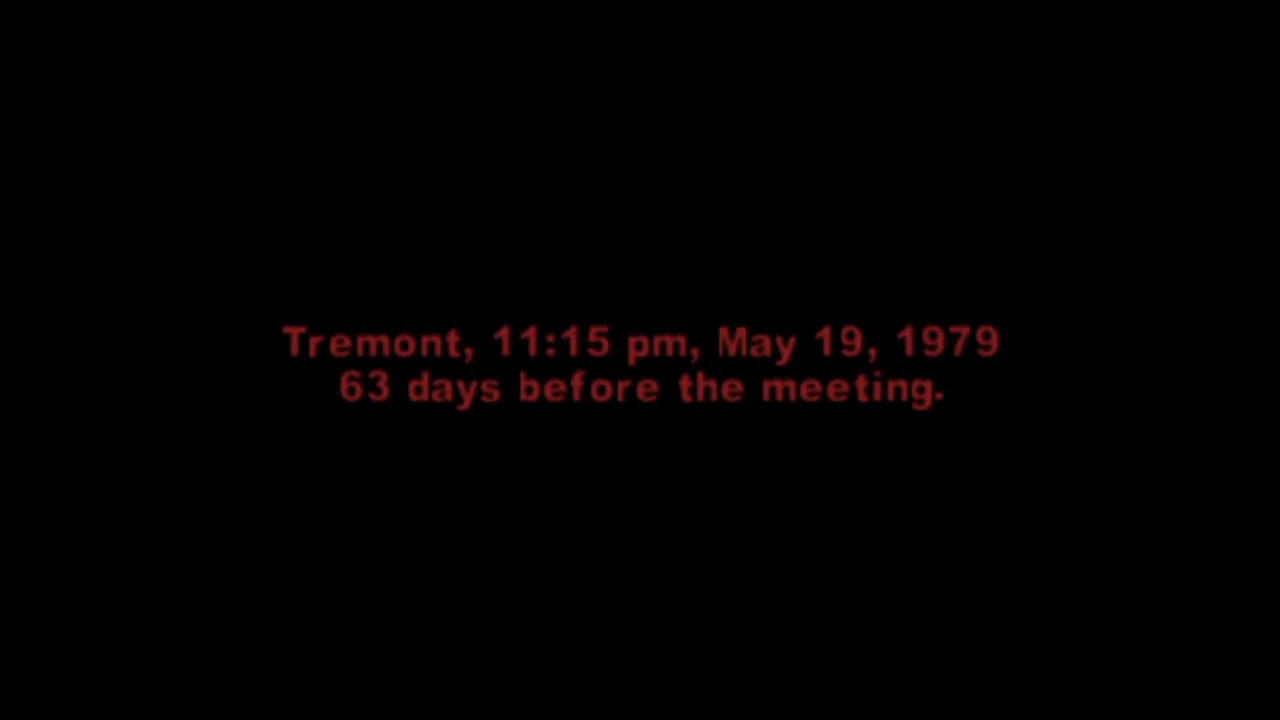 Tremont, 11:15 pm, May 19, 1979
63 days before the meeting.